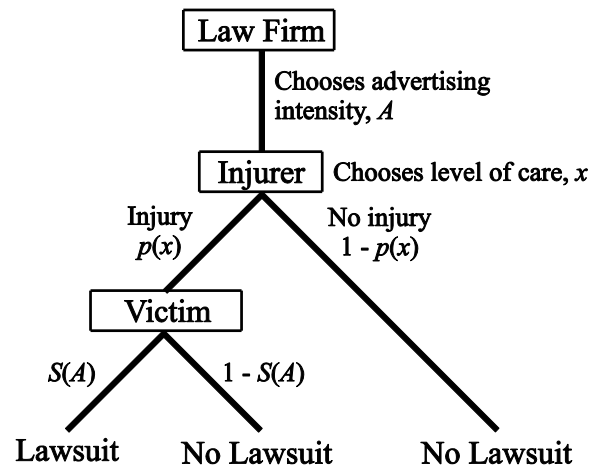 Law Firm
Chooses advertising
intensity, A
Injurer
Chooses level of care, x
Injury
p(x)
No injury
1 - p(x)
Victim
S(A)
1 - S(A)
Lawsuit
No Lawsuit
No Lawsuit